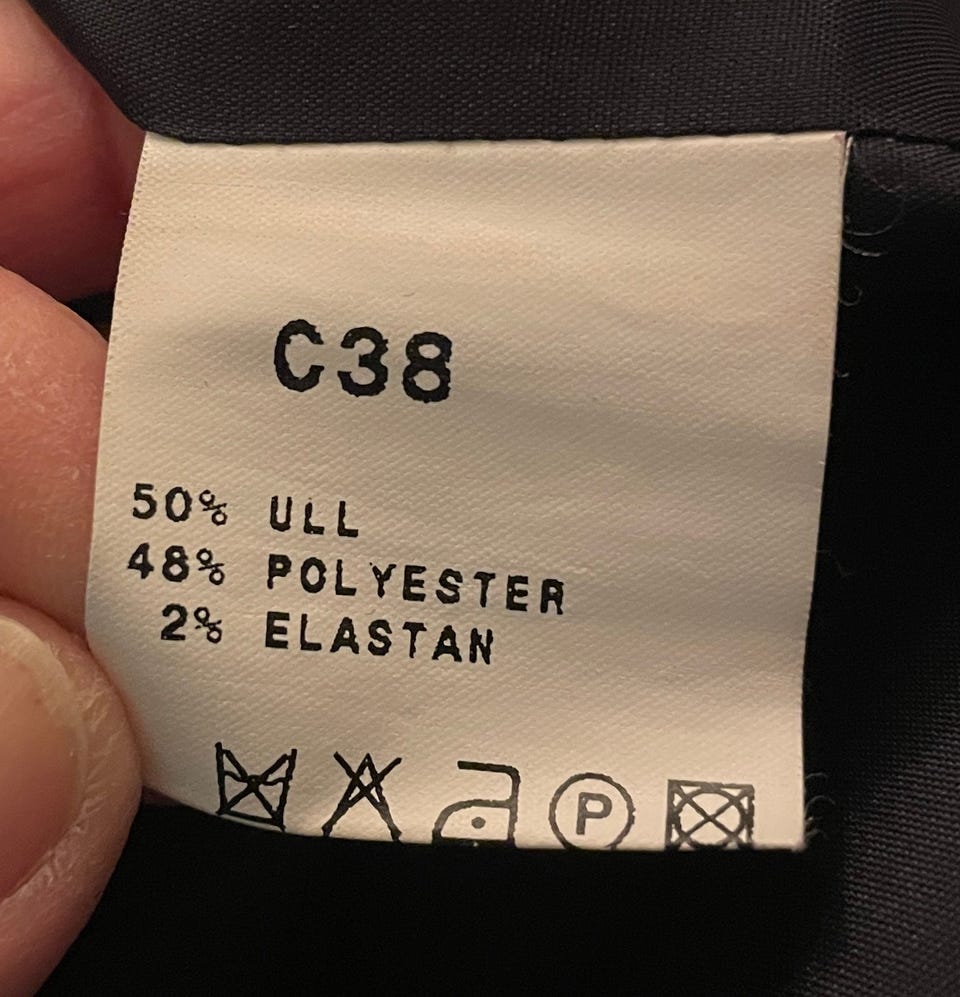 C38
50% ULL
48% POLYESTER
2% ELASTAN
P